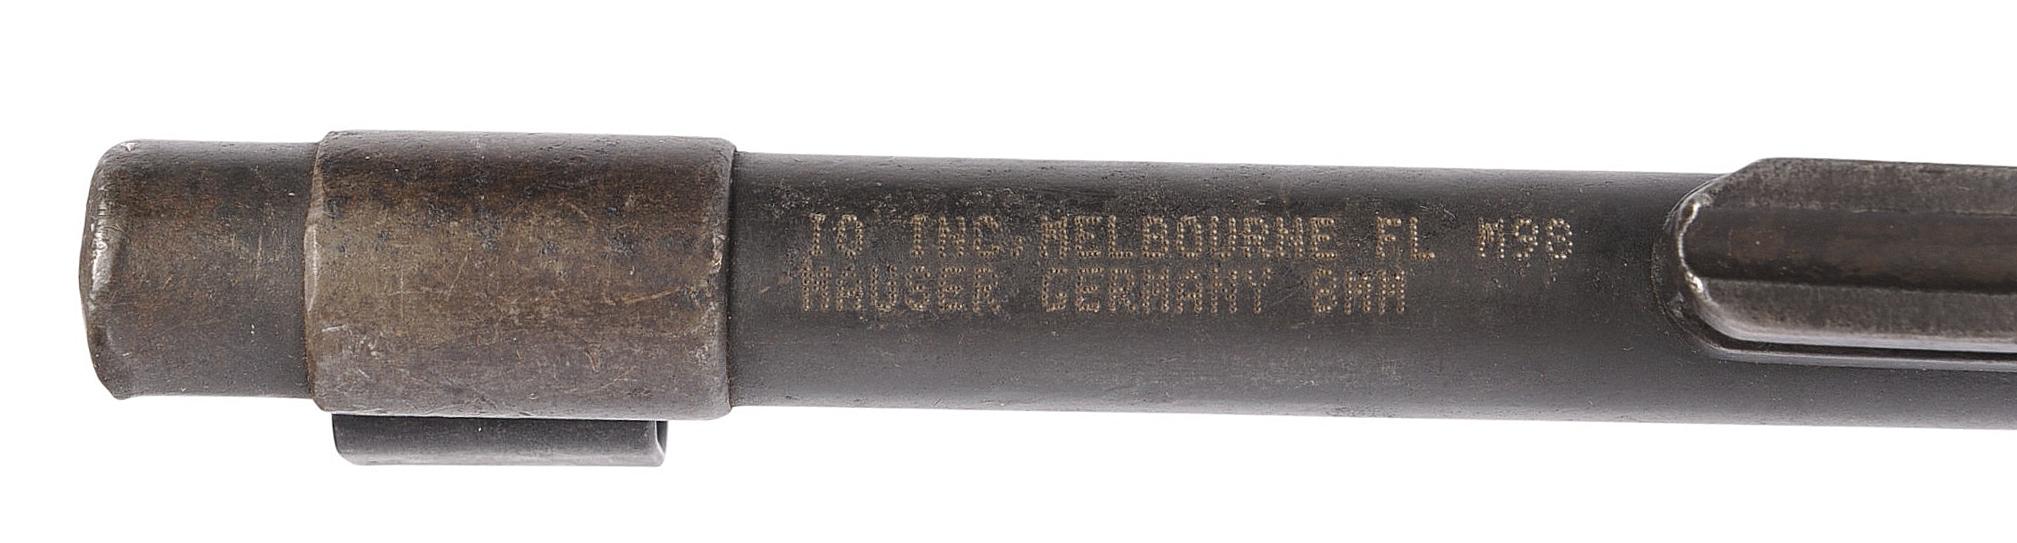 IO INC, MELBOURNE FL M98
MAUSER GERMANY 8MM